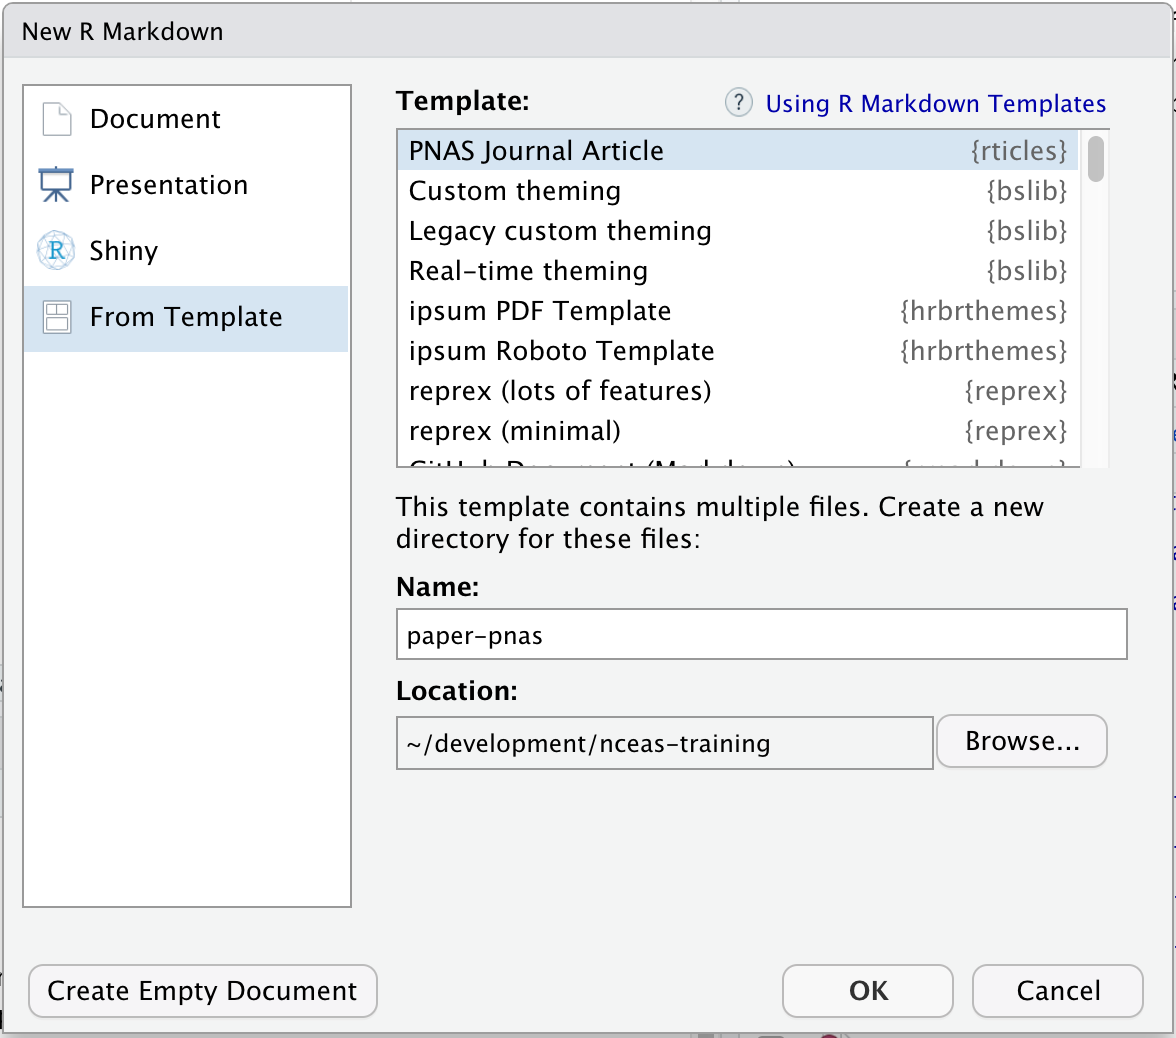 New R Markdown
Document
Presentation
Shiny
From Template
Template:
? Using R Markdown Templates
PNAS Journal Article {rticles}
Custom theming {bslib}
Legacy custom theming {bslib}
Real-time theming {bslib}
ipsum PDF Template {hrbrthemes}
ipsum Roboto Template {hrbrthemes}
reprex (lots of features) {reprex}
reprex (minimal) {reprex}
GitHub Document (Markdown)
This template contains multiple files. Create a new
directory for these files:
Name:
paper-pnas
Location:
~/development/nceas-training
Browse...
Create Empty Document
OK
Cancel